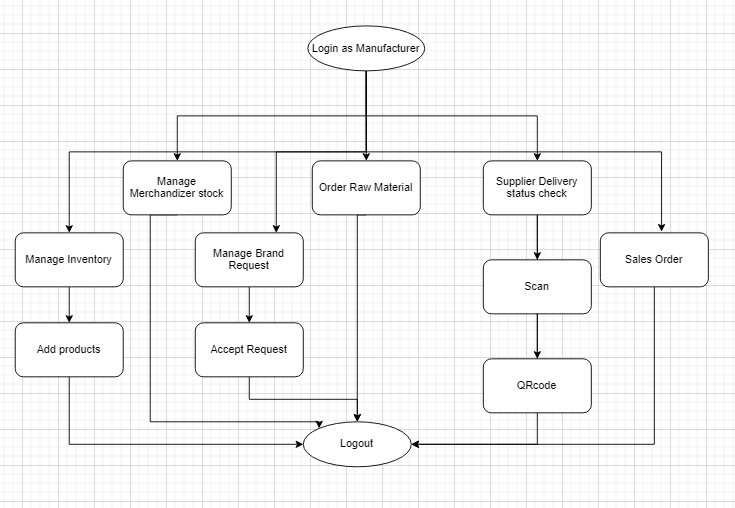 Login as Manufacturer
Manage
Merchandizer stock
Order Raw Material
Supplier Delivery
status check
Manage Inventory
Manage Brand
Request
Sales Order
Scan
Add products
Accept Request
QRcode
Logout